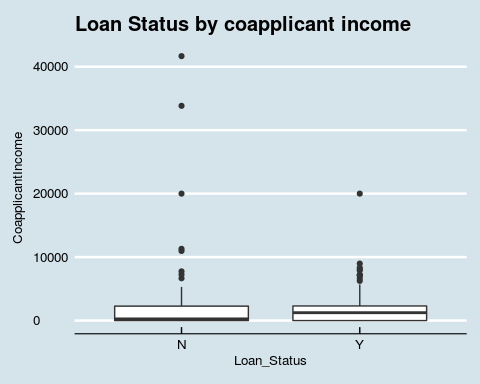 Loan Status by coapplicant income
40000
30000
20000
10000
0
CoapplicantIncome
N
Y
Loan_Status